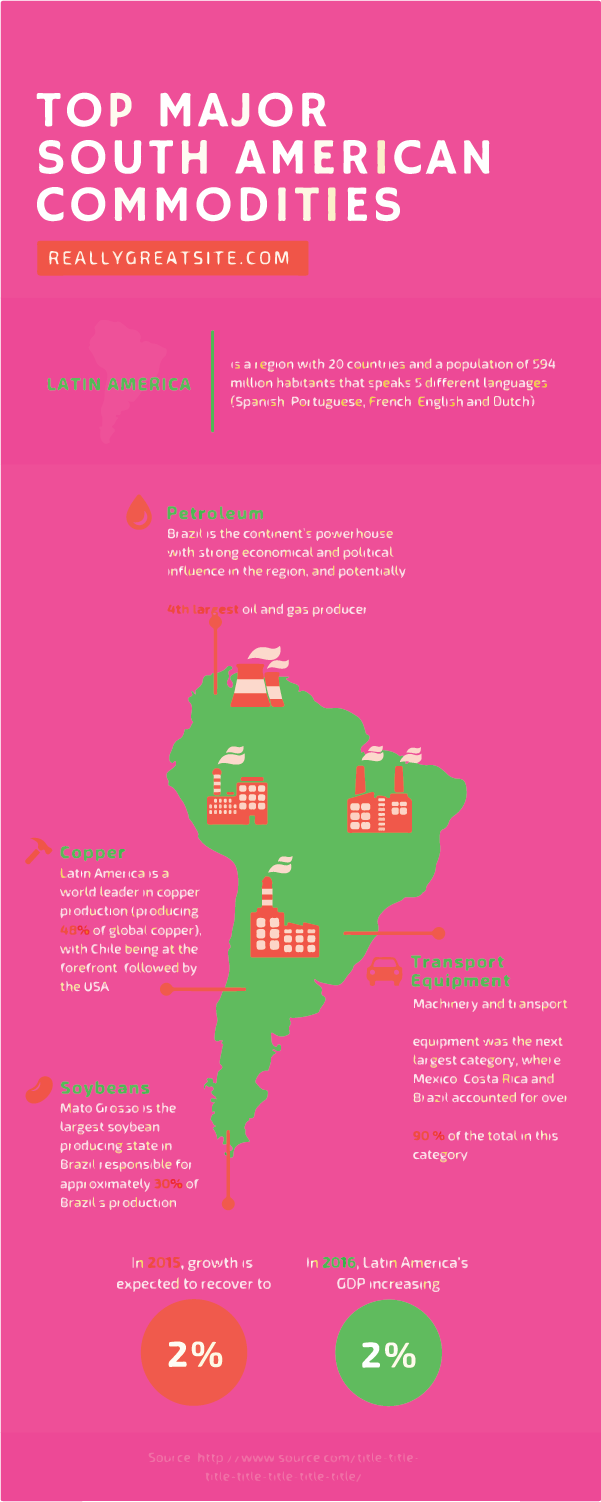 TOP MAJOR
SOUTH AMERICAN
COMMODITIES
REALLYGREATSITE.COM
LATIN AMERICA
is a region with 20 countries and a population of 594
million habitants that speaks 5 different languages
(Spanish Portuguese, French English and Dutch)
Petroleum
Brazil is the continent's powerhouse
with strong economical and political
influence in the region, and potentially
4th largest oil and gas producer
Copper
Latin America is a
world leader in copper
production (producing
48% of global copper),
with Chile being at the
forefront followed by
the USA
Transport
Equipment
Machinery and transport
equipment was the next
largest category, where
Mexico Costa Rica and
Brazil accounted for over
90 % of the total in this
category
Soybeans
Mato Grosso is the
largest soybean
producing state in
Brazil responsible for
approximately 30% of
Brazil s production
In 2015, growth is
expected to recover to
2%
In 2016, Latin America's
GDP increasing
2%
Source http //www source com/title-title-
title-title-title title-title/